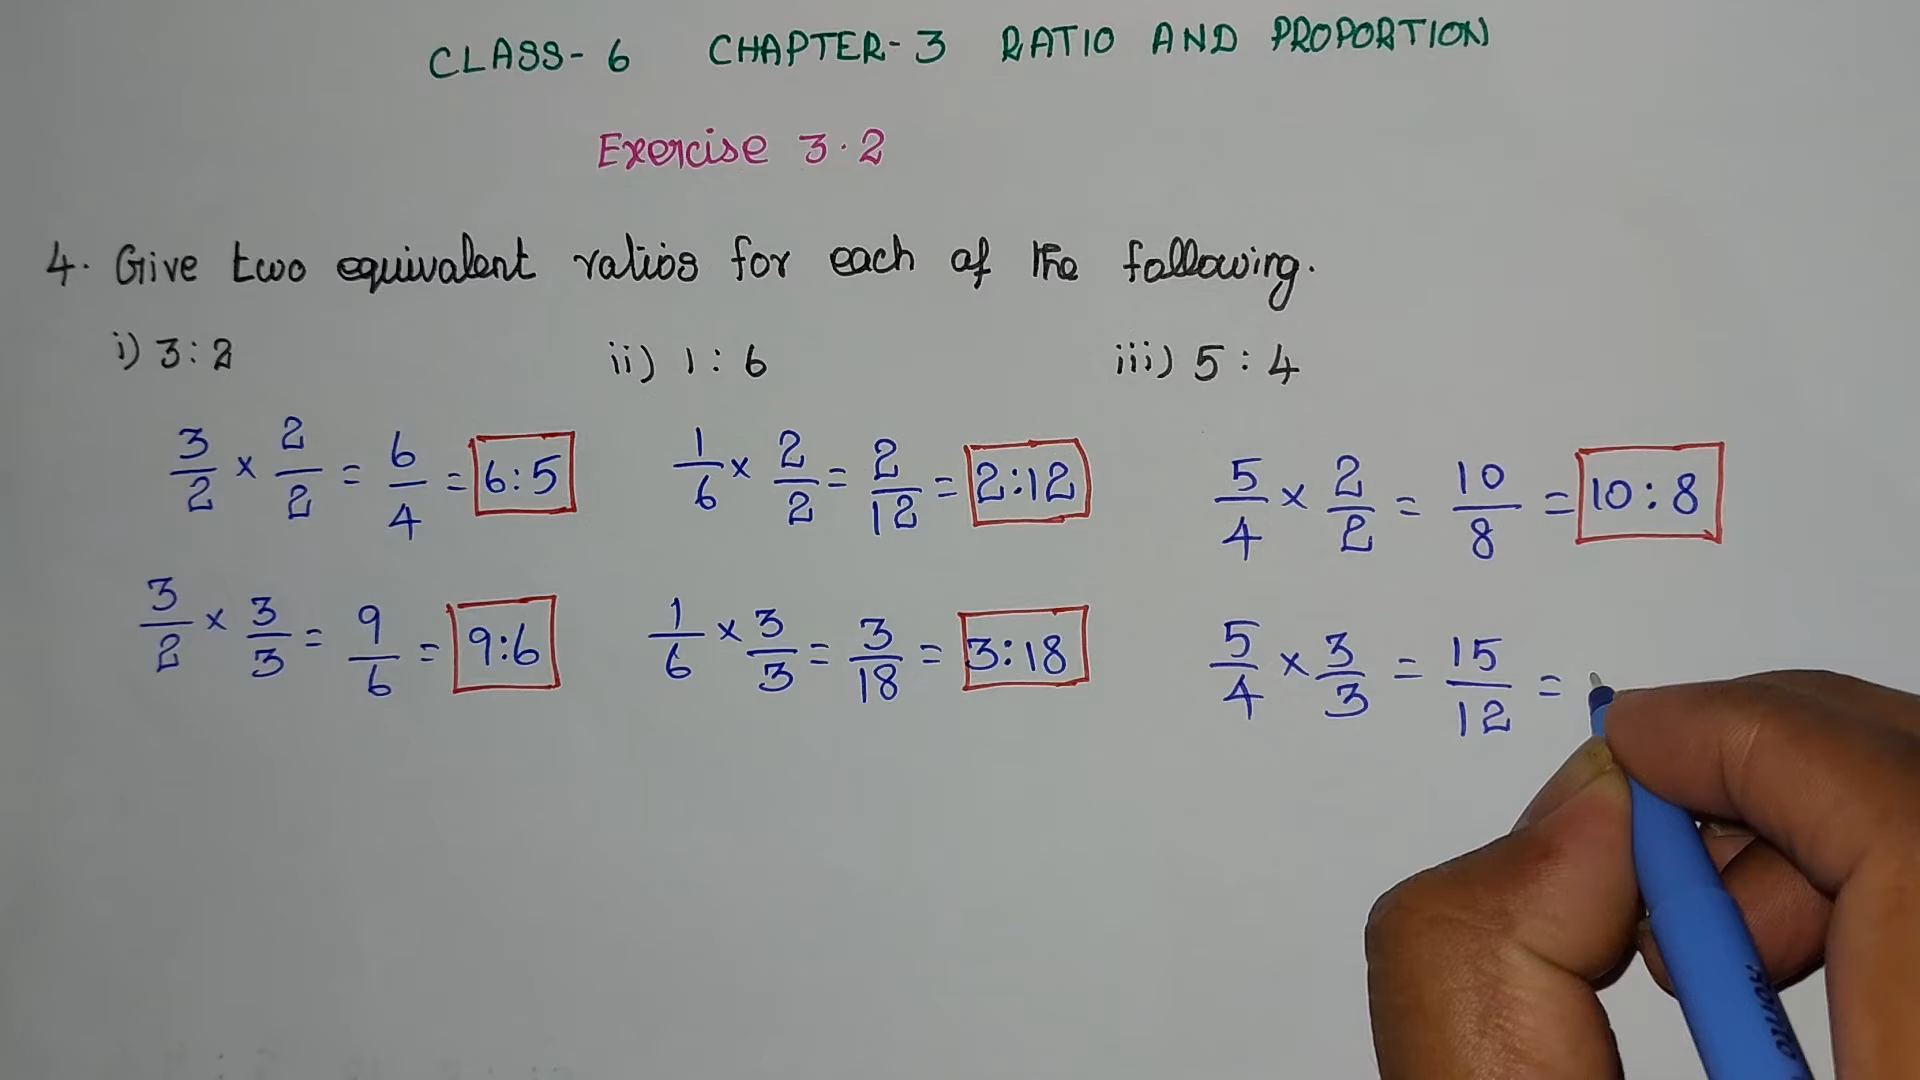 CLASS-6 CHAPTER-3 RATIO AND PROPORTION
Exercise 3.2
4. Give two equivalent ratios for each of the following.
i) 3:2 ii) 1:6 iii) 5:4
3/2 × 2/2 = 6/4 = 6:5
1/6 × 2/2 = 2/12 = 2:12
5/4 × 2/2 = 10/8 = 10:8
3/2 × 3/3 = 9/6 = 9:6
1/6 × 3/3 = 3/18 = 3:18
5/4 × 3/3 = 15/12 =